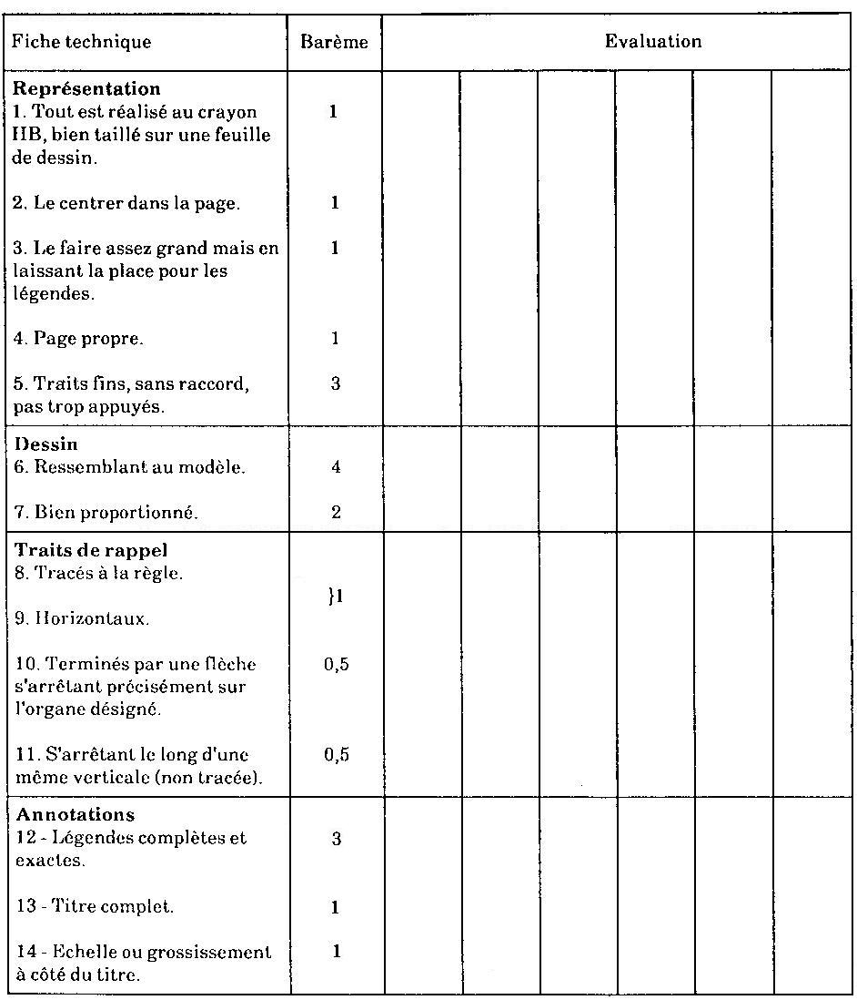 Fiche technique Barème Evaluation
Représentation
1. Tout est réalisé au crayon 1
HB, bien taillé sur une feuille
de dessin.
2. Le centrer dans la page. 1
3. Le faire assez grand mais en 1
laissant la place pour les
légendes.
4. Page propre. 1
5. Traits fins, sans raccord, 3
pas trop appuyés.
Dessin
6. Ressemblant au modèle. 4
7. Bien proportionné. 2
Traits de rappel
8. Tracés à la règle.
}1
9. Horizontaux.
10. Terminés par une flèche 0,5
s'arrêtant précisément sur
l'organe désigné.
11. S'arrêtant le long d'une 0,5
même verticale (non tracée).
Annotations
12 - Légendes complètes et 3
exactes.
13 - Titre complet. 1
14 - Echelle ou grossissement 1
à côté du titre.